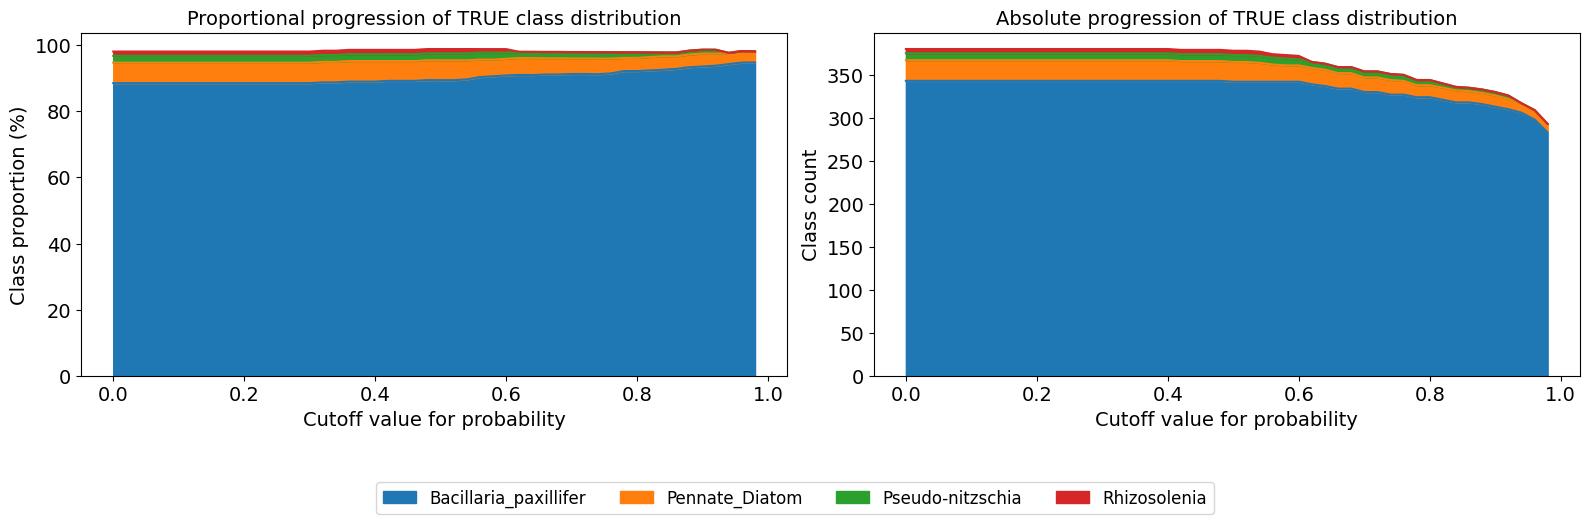 Proportional progression of TRUE class distribution
Class proportion (%)
100
80
60
40
20
0
0.0 0.2 0.4 0.6 0.8 1.0
Cutoff value for probability
Absolute progression of TRUE class distribution
Class count
350
300
250
200
150
100
50
0
0.0 0.2 0.4 0.6 0.8 1.0
Cutoff value for probability
Bacillaria_paxillifer Pennate_Diatom Pseudo-nitzschia Rhizosolenia